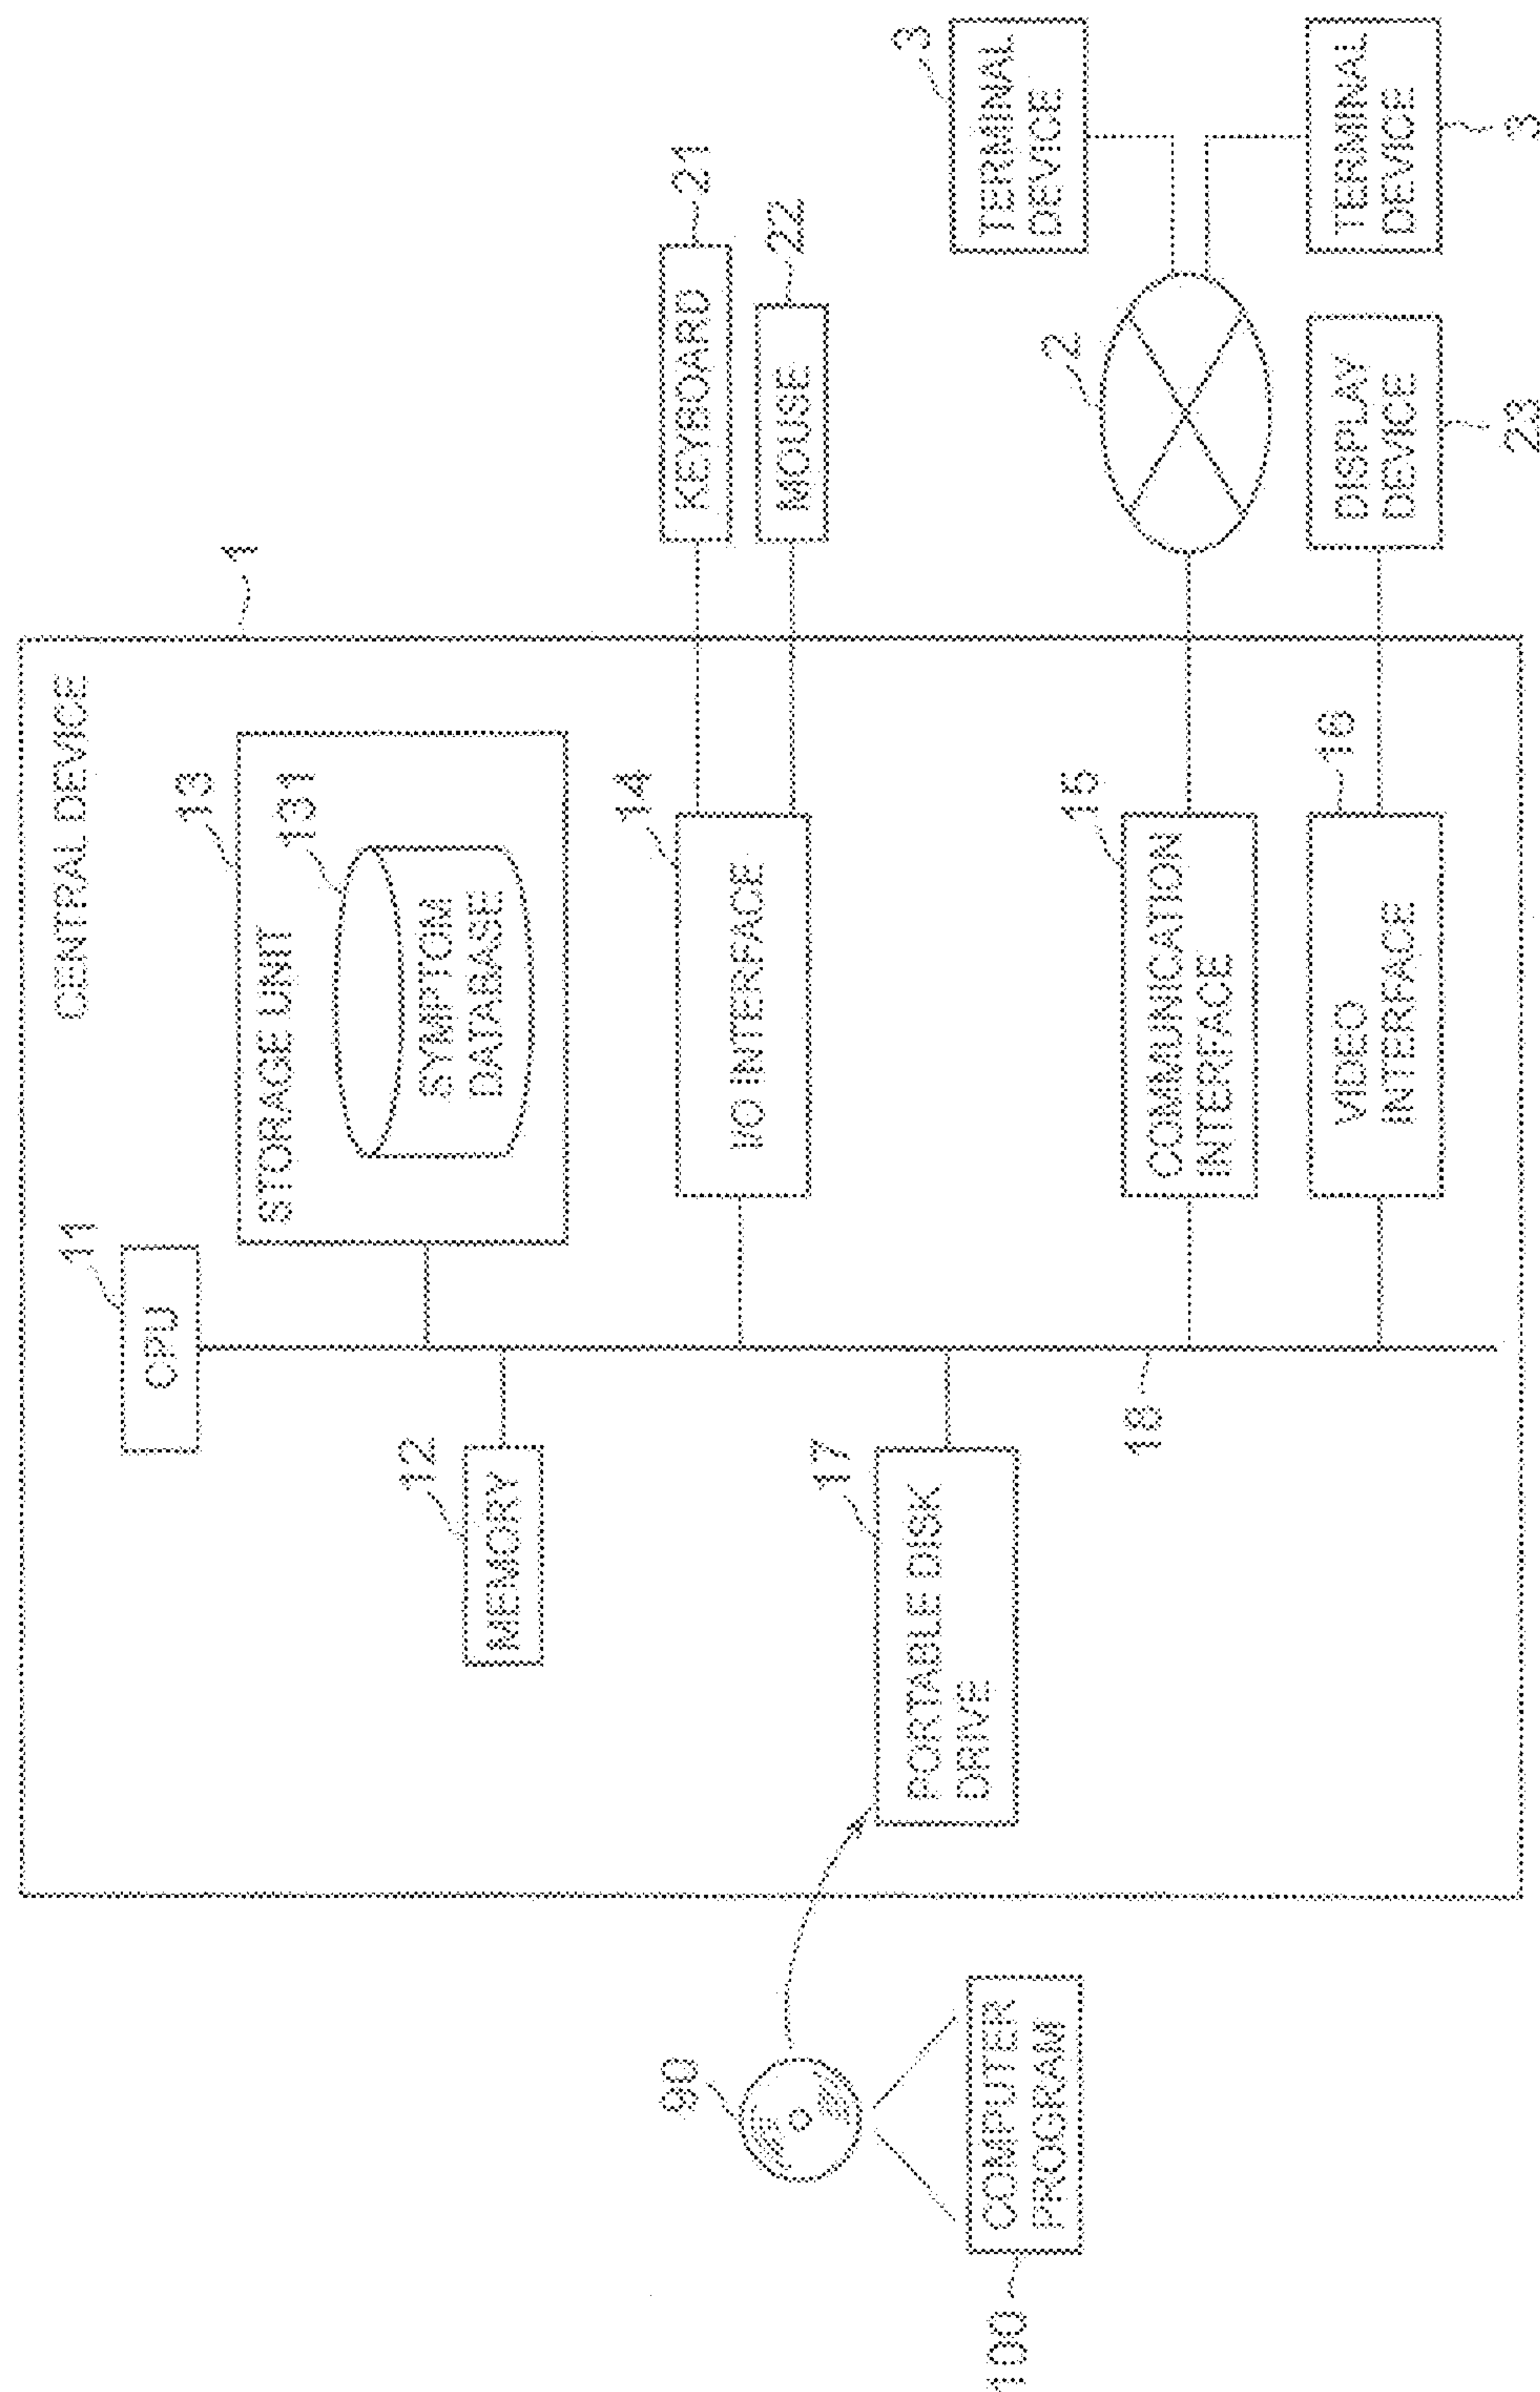 CENTRAL DEVICE
1
11
CPU
13
STORAGE UNIT
131
SYMPTOM
DATABASE
12
MEMORY
14
I/O INTERFACE
KEYBOARD
21
MOUSE
22
90
17
PORTABLE DISK
DRIVE
COMPUTER
PROGRAM
100
18
15
COMMUNICATION
INTERFACE
2
3
TERMINAL
DEVICE
16
VIDEO
INTERFACE
DISPLAY
DEVICE
23
TERMINAL
DEVICE
3